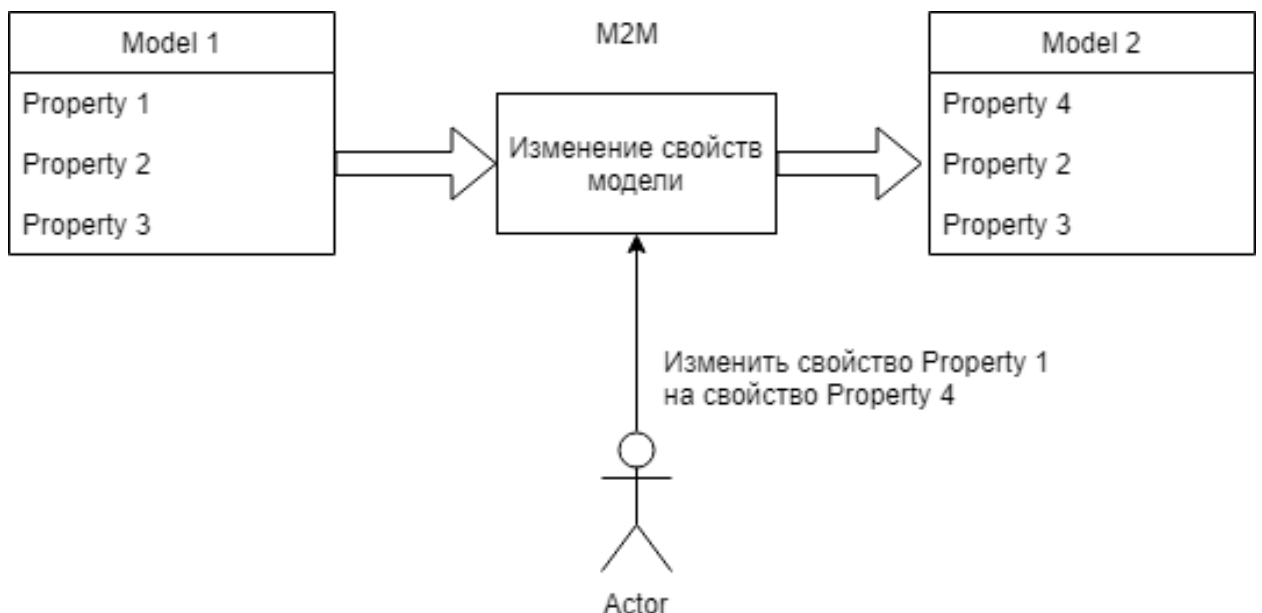 Model 1
Property 1
Property 2
Property 3
M2M
Изменение свойств
модели
Model 2
Property 4
Property 2
Property 3
Изменить свойство Property 1
на свойство Property 4
Actor